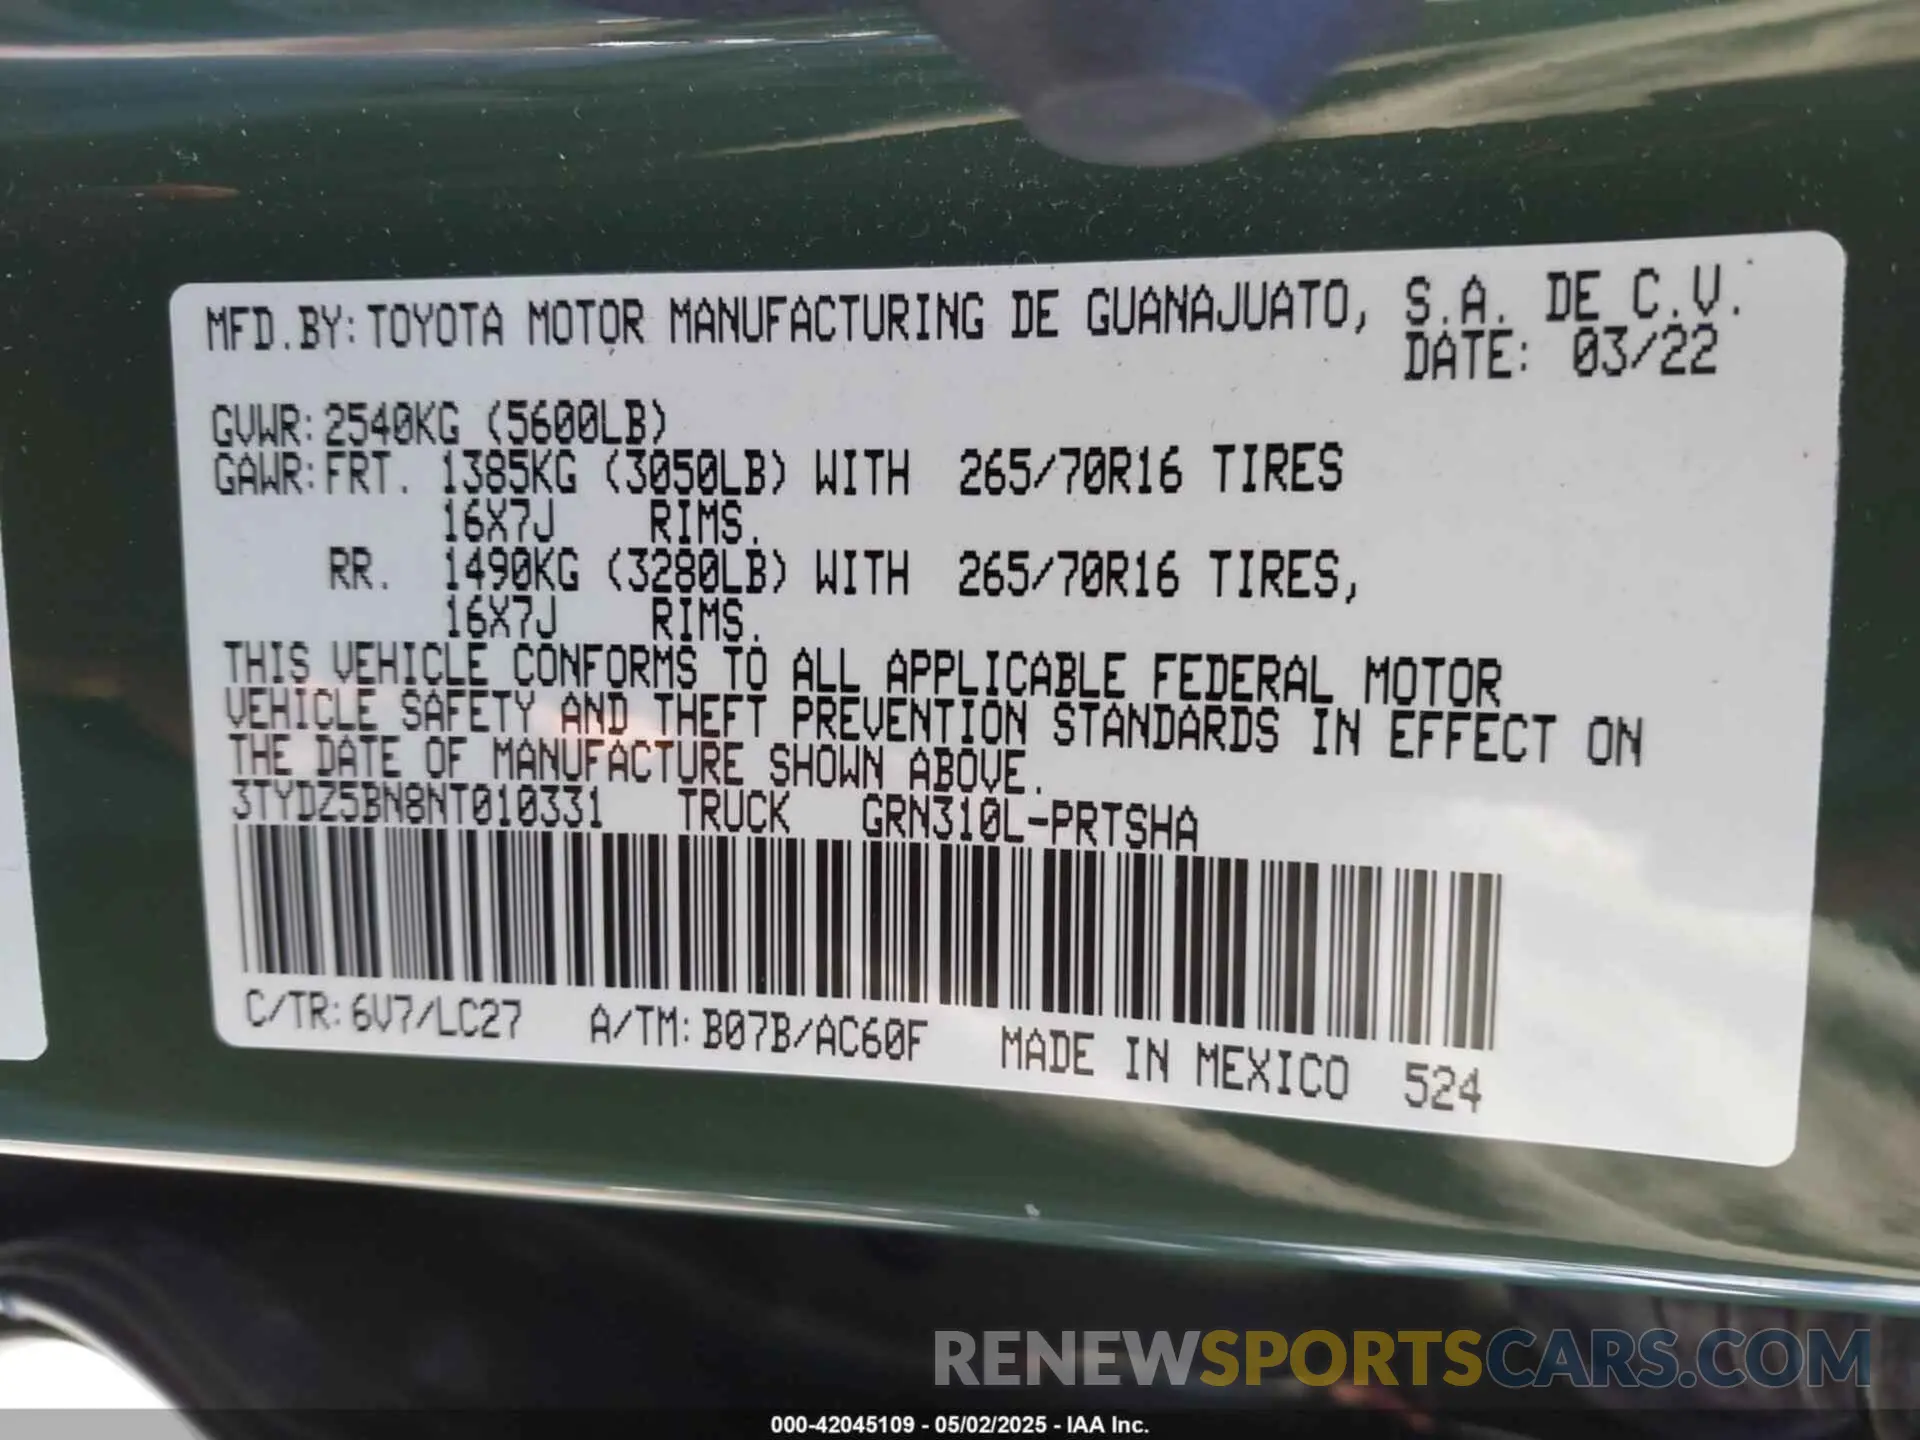 MFD.BY:TOYOTA MOTOR MANUFACTURING DE GUANAJUATO, S.A. DE C.V.
DATE: 03/22
GVWR:2540KG (5600LB)
GAWR:FRT. 1385KG (3050LB) WITH 265/70R16 TIRES
16X7J RIMS.
RR. 1490KG (3280LB) WITH 265/70R16 TIRES,
16X7J RIMS.
THIS VEHICLE CONFORMS TO ALL APPLICABLE FEDERAL MOTOR
VEHICLE SAFETY AND THEFT PREVENTION STANDARDS IN EFFECT ON
THE DATE OF MANUFACTURE SHOWN ABOVE.
3TYDZ5BN8NT010331 TRUCK GRN310L-PRTSHA
C/TR:6V7/LC27 A/TM:B07B/AC60F MADE IN MEXICO 524
RENEWSPORTSCARS.COM
000-42045109 - 05/02/2025 - IAA Inc.